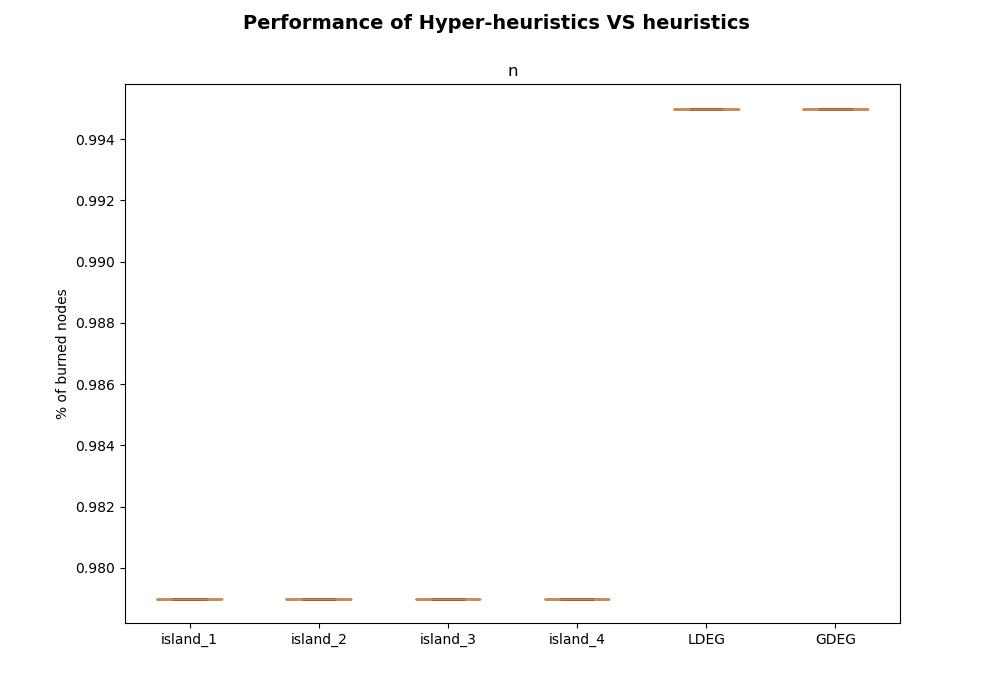 Performance of Hyper-heuristics VS heuristics
n
0.994
0.992
0.990
0.988
0.986
0.984
0.982
0.980
% of burned nodes
island_1 island_2 island_3 island_4 LDEG GDEG